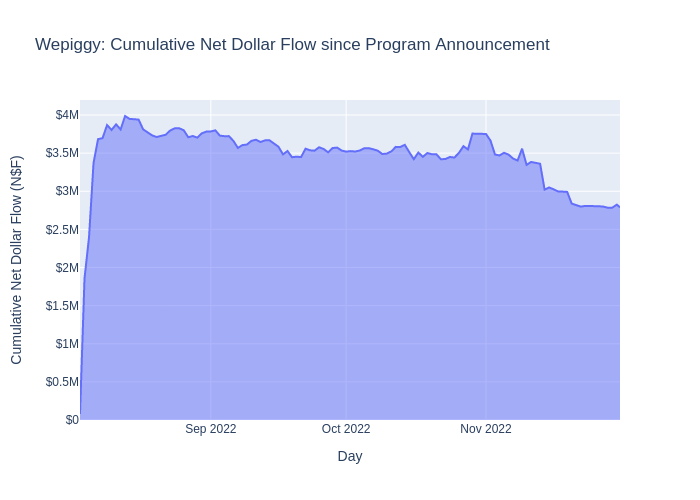 Wepiggy: Cumulative Net Dollar Flow since Program Announcement
Cumulative Net Dollar Flow (N$F)
$4M
$3.5M
$3M
$2.5M
$2M
$1.5M
$1M
$0.5M
$0
Sep 2022
Oct 2022
Nov 2022
Day